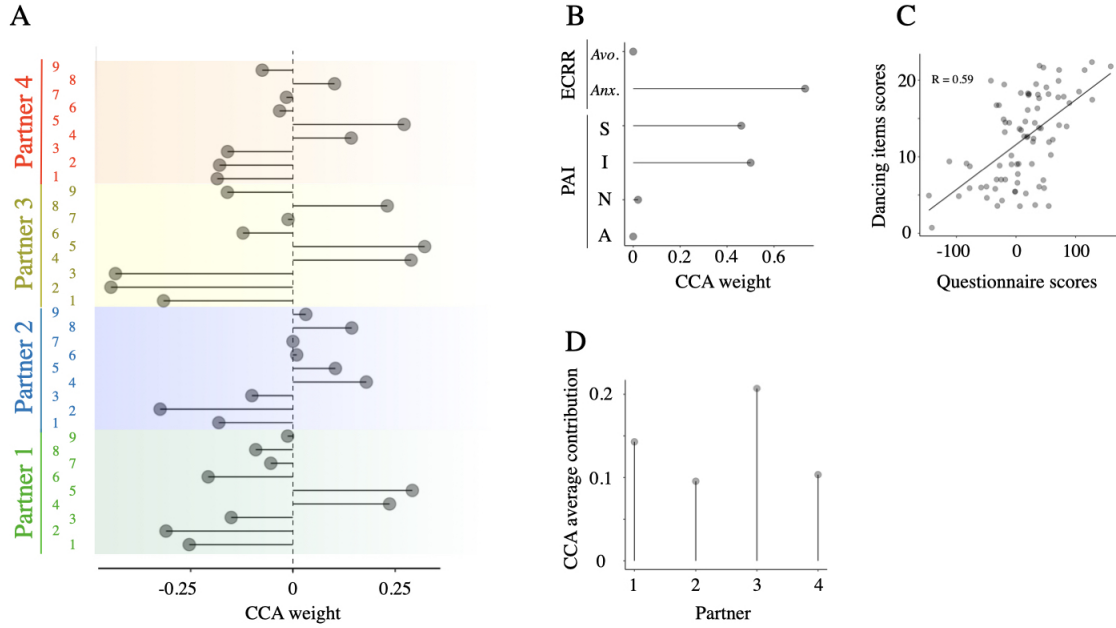 A
Partner 4
9
8
7
6
5
4
3
2
1
Partner 3
9
8
7
6
5
4
3
2
1
Partner 2
9
8
7
6
5
4
3
2
1
Partner 1
9
8
7
6
5
4
3
2
1
-0.25 0 0.25
CCA weight
B
ECRR
Avo.
Anx.
PAI
S
I
N
A
0 0.2 0.4 0.6
CCA weight
C
Dancing items scores
20
10
0
R = 0.59
-100 0 100
Questionnaire scores
D
CCA average contribution
0.2
0.1
0
1 2 3 4
Partner